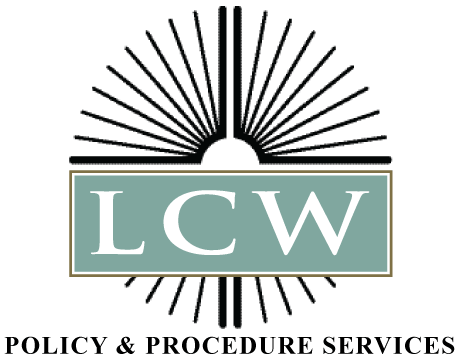 LCW
POLICY & PROCEDURE SERVICES